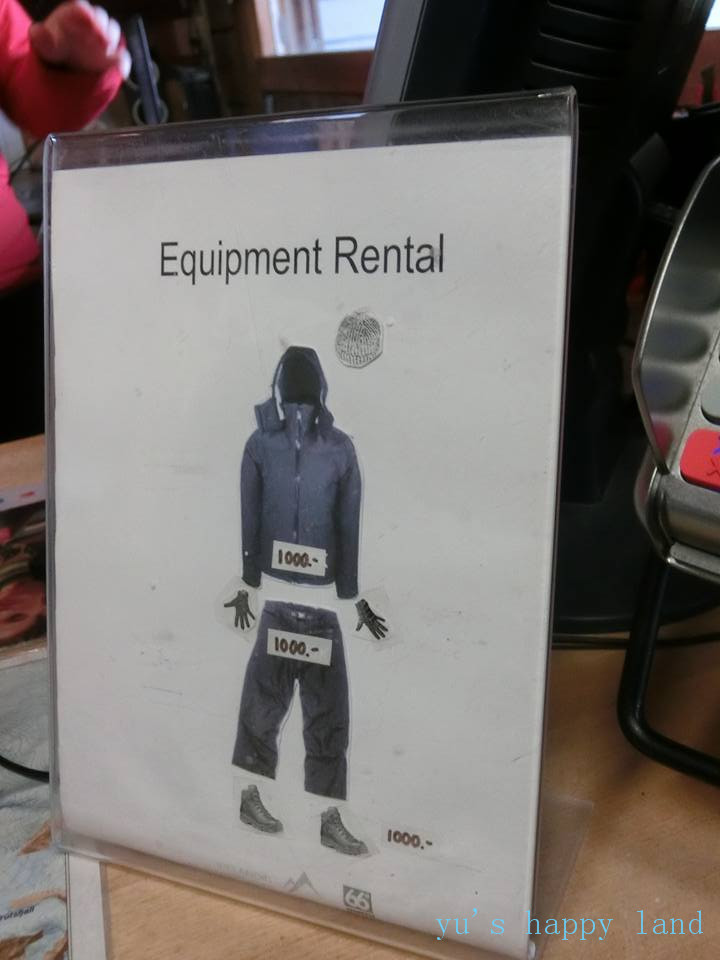 Equipment Rental
1000.-
1000.-
1000.-
66
yu's happy land